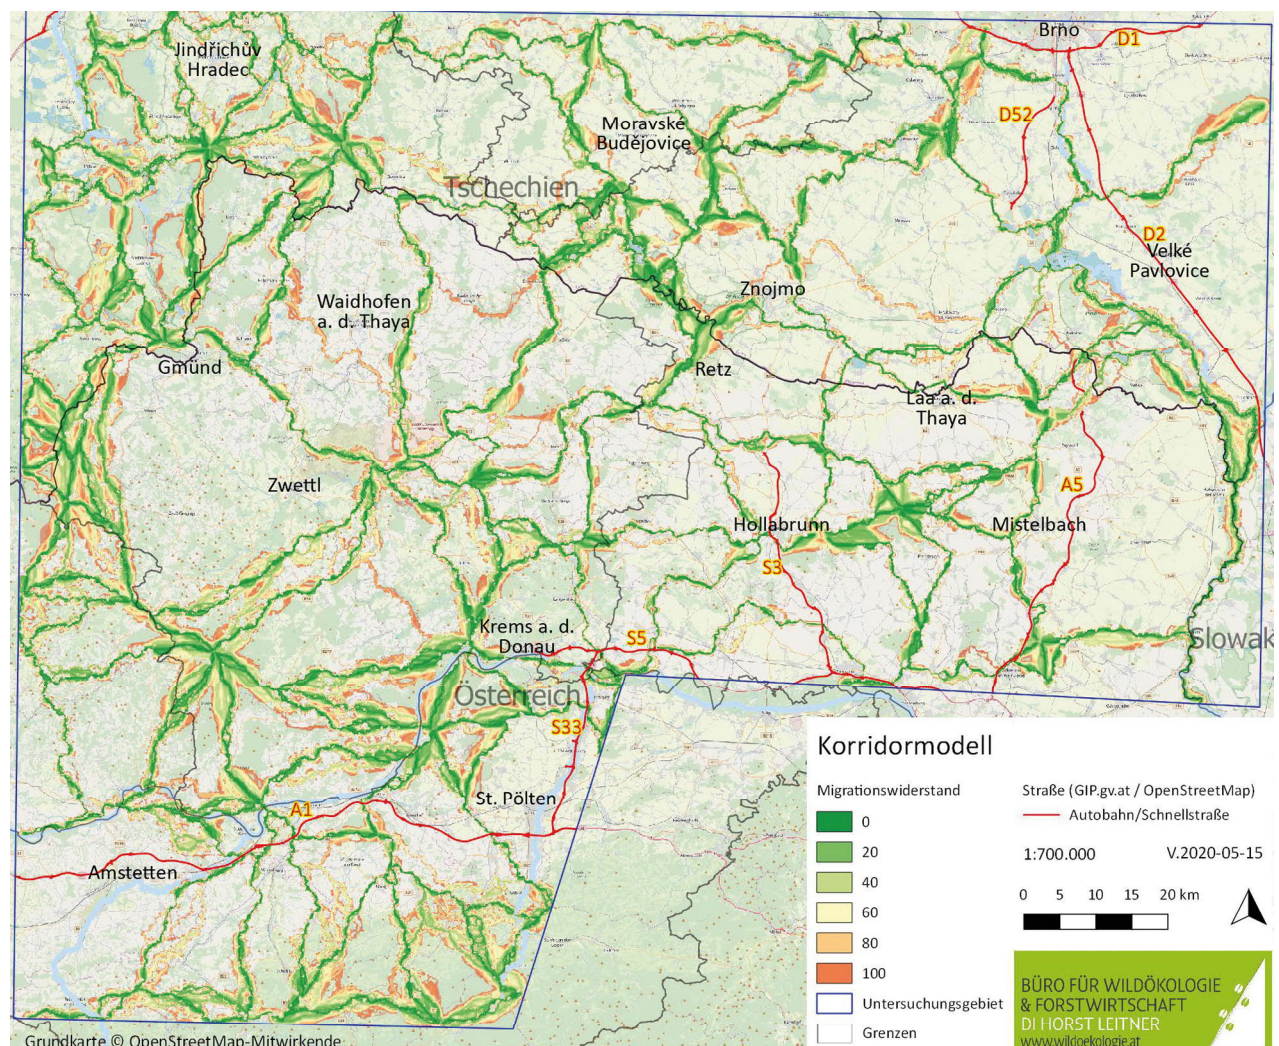 Brno
D1
Jindřichův
Hradec
D52
Moravské
Budějovice
Tschechien
D2
Velké
Pavlovice
Znojmo
Waidhofen
a. d. Thaya
Gmünd
Retz
Laa a. d.
Thaya
Zwettl
A5
Hollabrunn
Mistelbach
S3
Krems a. d.
Donau
S5
Slowak
Österreich
S33
St. Pölten
A1
Amstetten
Korridormodell
Migrationswiderstand
0
20
40
60
80
100
Untersuchungsgebiet
Grenzen
Straße (GIP.gv.at / OpenStreetMap)
Autobahn/Schnellstraße
1:700.000 V.2020-05-15
0 5 10 15 20 km
BÜRO FÜR WILDÖKOLOGIE
& FORSTWIRTSCHAFT
DI HORST LEITNER
www.wildoekologie.at
Grundkarte © OpenStreetMap-Mitwirkende